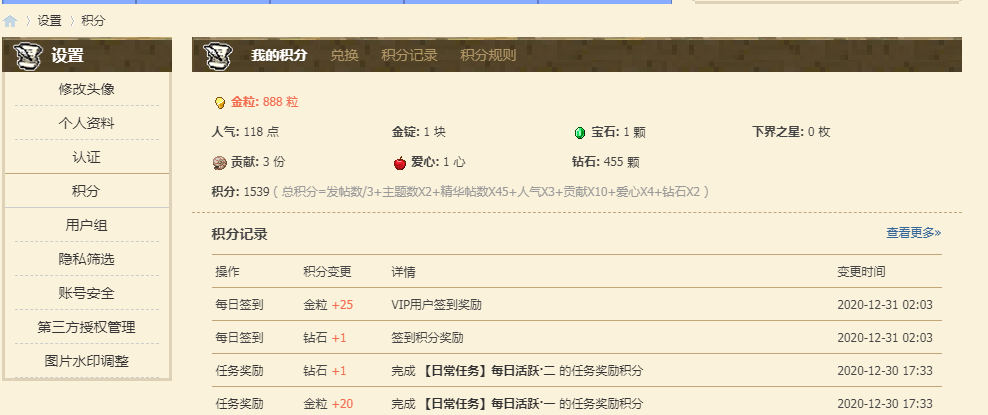 设置 > 积分
设置
修改头像
个人资料
认证
积分
用户组
隐私筛选
账号安全
第三方授权管理
图片水印调整
我的积分 兑换 积分记录 积分规则
金粒: 888 粒
人气: 118 点 金锭: 1 块 宝石: 1 颗 下界之星: 0 枚
贡献: 3 份 爱心: 1 心 钻石: 455 颗
积分: 1539 ( 总积分=发帖数/3+主题数X2+精华帖数X45+人气X3+贡献X10+爱心X4+钻石X2 )
积分记录 查看更多»
操作 积分变更 详情 变更时间
每日签到 金粒 +25 VIP用户签到奖励 2020-12-31 02:03
每日签到 钻石 +1 签到积分奖励 2020-12-31 02:03
任务奖励 钻石 +1 完成 【日常任务】每日活跃·二 的任务奖励积分 2020-12-30 17:33
任务奖励 金粒 +20 完成 【日常任务】每日活跃·一 的任务奖励积分 2020-12-30 17:33